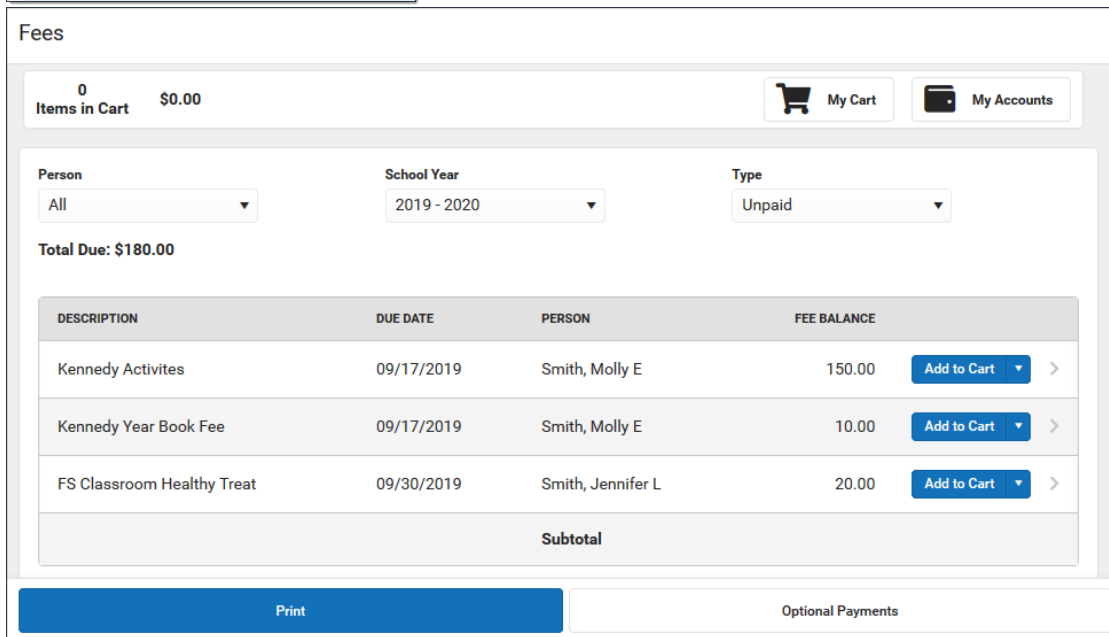 Fees
0
Items in Cart
$0.00
My Cart
My Accounts
Person
School Year
Type
All
2019 - 2020
Unpaid
Total Due: $180.00
DESCRIPTION DUE DATE PERSON FEE BALANCE
Kennedy Activites 09/17/2019 Smith, Molly E 150.00 Add to Cart
Kennedy Year Book Fee 09/17/2019 Smith, Molly E 10.00 Add to Cart
FS Classroom Healthy Treat 09/30/2019 Smith, Jennifer L 20.00 Add to Cart
Subtotal
Print
Optional Payments